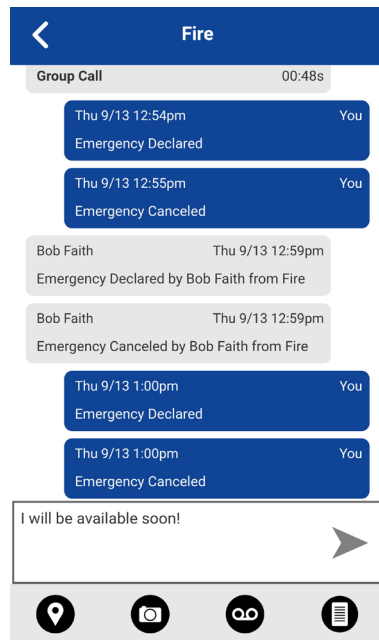 Fire
Group Call 00:48s
Thu 9/13 12:54pm You
Emergency Declared
Thu 9/13 12:55pm You
Emergency Canceled
Bob Faith Thu 9/13 12:59pm
Emergency Declared by Bob Faith from Fire
Bob Faith Thu 9/13 12:59pm
Emergency Canceled by Bob Faith from Fire
Thu 9/13 1:00pm You
Emergency Declared
Thu 9/13 1:00pm You
Emergency Canceled
I will be available soon!